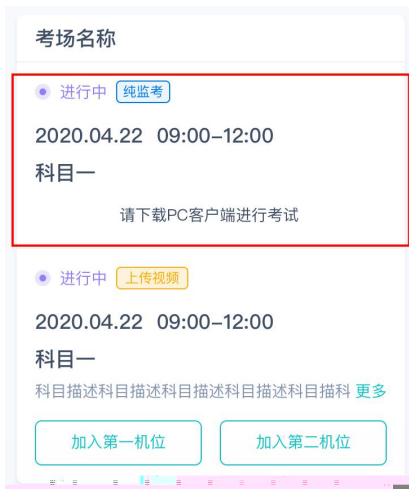 考场名称
进行中 纯监考
2020.04.22 09:00-12:00
科目一
请下载PC客户端进行考试
进行中 上传视频
2020.04.22 09:00-12:00
科目一
科目描述科目描述科目描述科目描述科目描科 更多
加入第一机位 加入第二机位